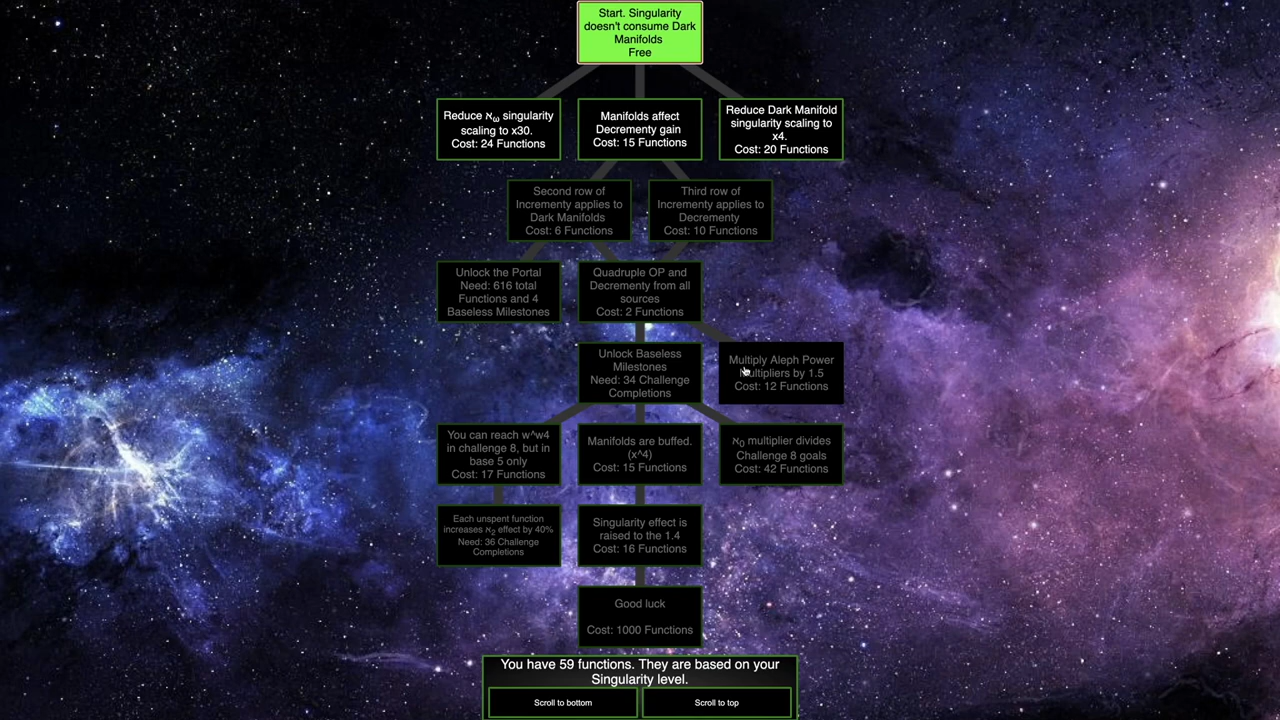 Start. Singularity
doesn't consume Dark
Manifolds
Free
Reduce ℵω singularity
scaling to x30.
Cost: 24 Functions
Manifolds affect
Decrementy gain
Cost: 15 Functions
Reduce Dark Manifold
singularity scaling to
x4.
Cost: 20 Functions
Second row of
Incrementy applies to
Dark Manifolds
Cost: 6 Functions
Third row of
Incrementy applies to
Decrementy
Cost: 10 Functions
Unlock the Portal
Need: 616 total
Functions and 4
Baseless Milestones
Quadruple OP and
Decrementy from all
sources
Cost: 2 Functions
Unlock Baseless
Milestones
Need: 34 Challenge
Completions
Multiply Aleph Power
Multipliers by 1.5
Cost: 12 Functions
You can reach w^w4
in challenge 8, but in
base 5 only
Cost: 17 Functions
Manifolds are buffed.
(x^4)
Cost: 15 Functions
ℵ0 multiplier divides
Challenge 8 goals
Cost: 42 Functions
Each unspent function
increases ℵ2 effect by 40%
Need: 36 Challenge
Completions
Singularity effect is
raised to the 1.4
Cost: 16 Functions
Good luck
Cost: 1000 Functions
You have 59 functions. They are based on your
Singularity level.
Scroll to bottom
Scroll to top